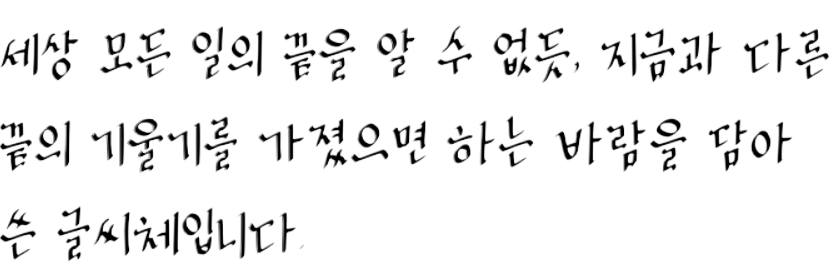 세상 모든 일의 끝을 알 수 없듯, 지금과 다른
끝의 기울기를 가졌으면 하는 바람을 담아
쓴 글씨체입니다.